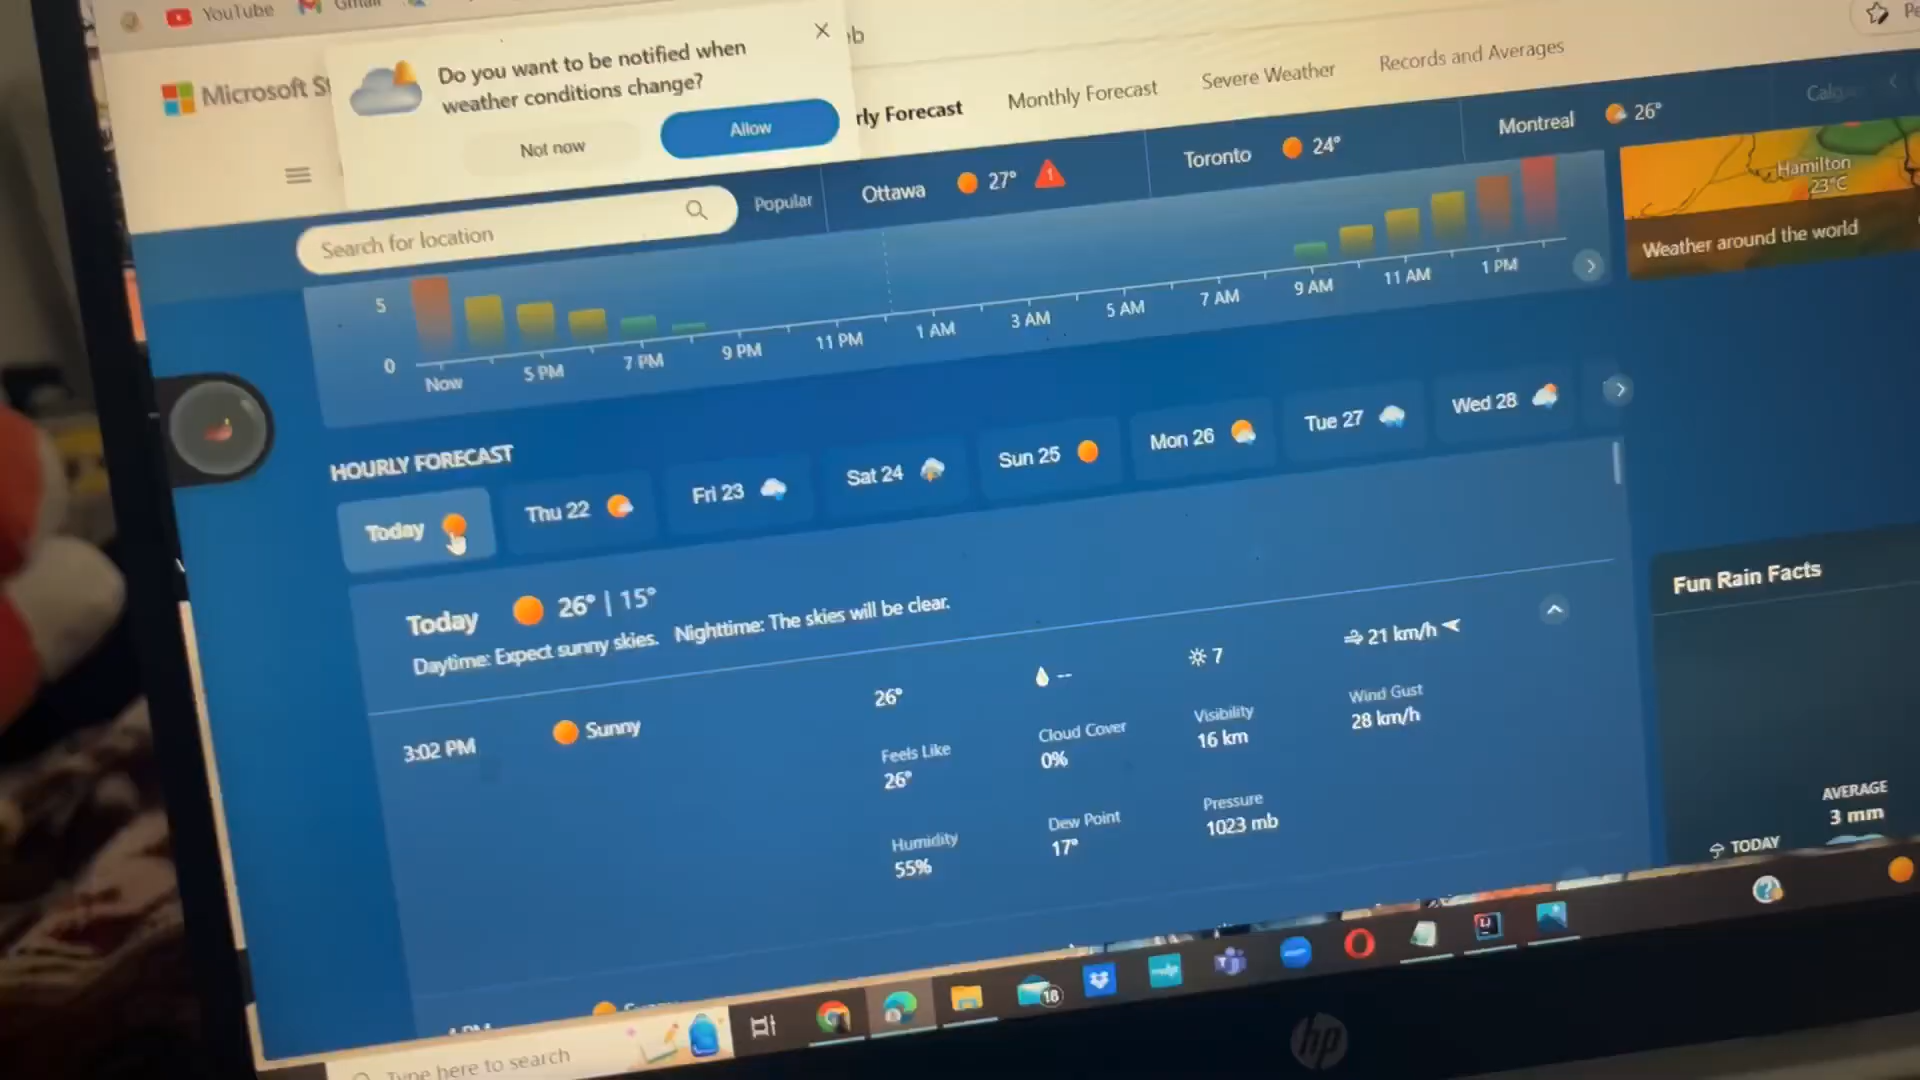 YouTube Gmail
Microsoft St
Do you want to be notified when
weather conditions change?
Not now Allow
rly Forecast Monthly Forecast Severe Weather Records and Averages
Search for location
Popular Ottawa 27° Toronto 24° Montreal 26°
Hamilton
23°C
Weather around the world
5
0
Now 5 PM 7 PM 9 PM 11 PM 1 AM 3 AM 5 AM 7 AM 9 AM 11 AM 1 PM
HOURLY FORECAST
Today Thu 22 Fri 23 Sat 24 Sun 25 Mon 26 Tue 27 Wed 28
Today 26° | 15°
Daytime: Expect sunny skies. Nighttime: The skies will be clear.
3:02 PM Sunny 26° -- 7 21 km/h
Feels Like Cloud Cover Visibility Wind Gust
26° 0% 16 km 28 km/h
Humidity Dew Point Pressure
55% 17° 1023 mb
Fun Rain Facts
AVERAGE
3 mm
TODAY
Type here to search
18
hp